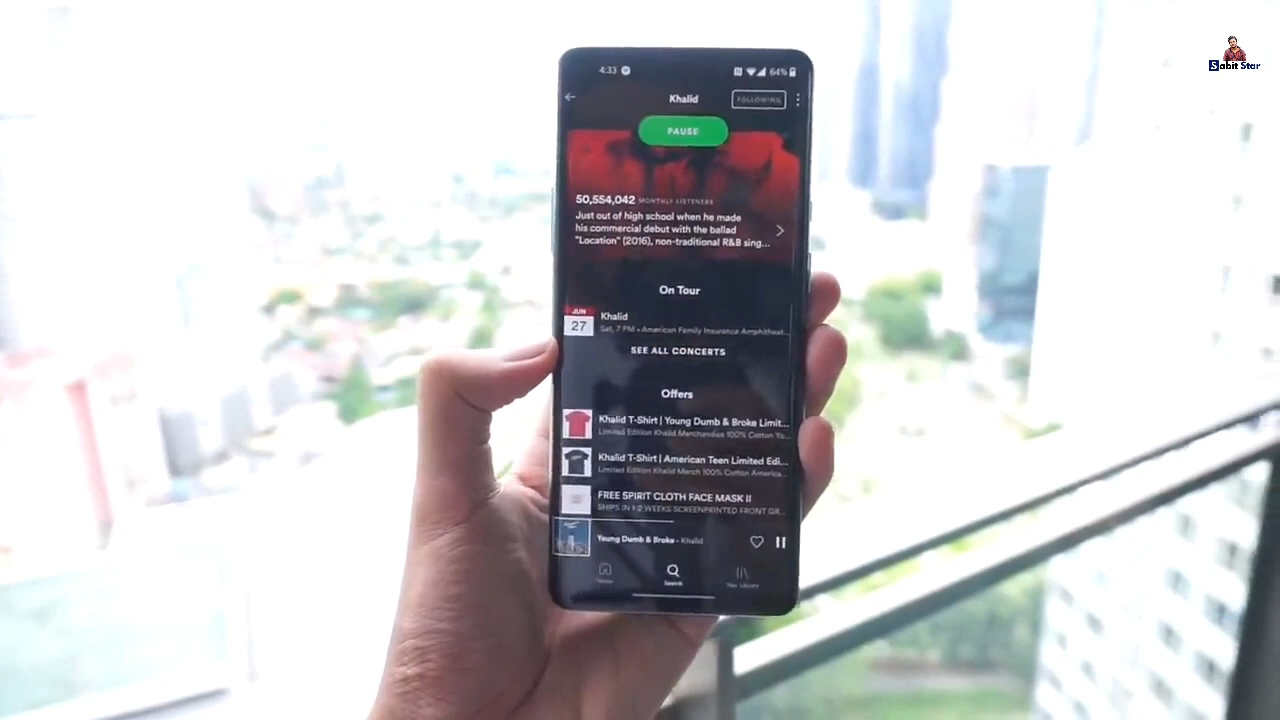 Sabit Star
4:33
64%
Khalid
FOLLOWING
PAUSE
50,554,042 MONTHLY LISTENERS
Just out of high school when he made
his commercial debut with the ballad
"Location" (2016), non-traditional R&B sing...
On Tour
JUN
27
Khalid
Sat, 7 PM • American Family Insurance Amphitheat...
SEE ALL CONCERTS
Offers
Khalid T-Shirt | Young Dumb & Broke Limit...
Limited Edition Khalid Merchandise 100% Cotton Yo...
Khalid T-Shirt | American Teen Limited Edi...
Limited Edition Khalid Merch 100% Cotton America...
FREE SPIRIT CLOTH FACE MASK II
SHIPS IN 1-2 WEEKS SCREENPRINTED FRONT GR...
Young Dumb & Broke - Khalid
Home
Search
Your Library